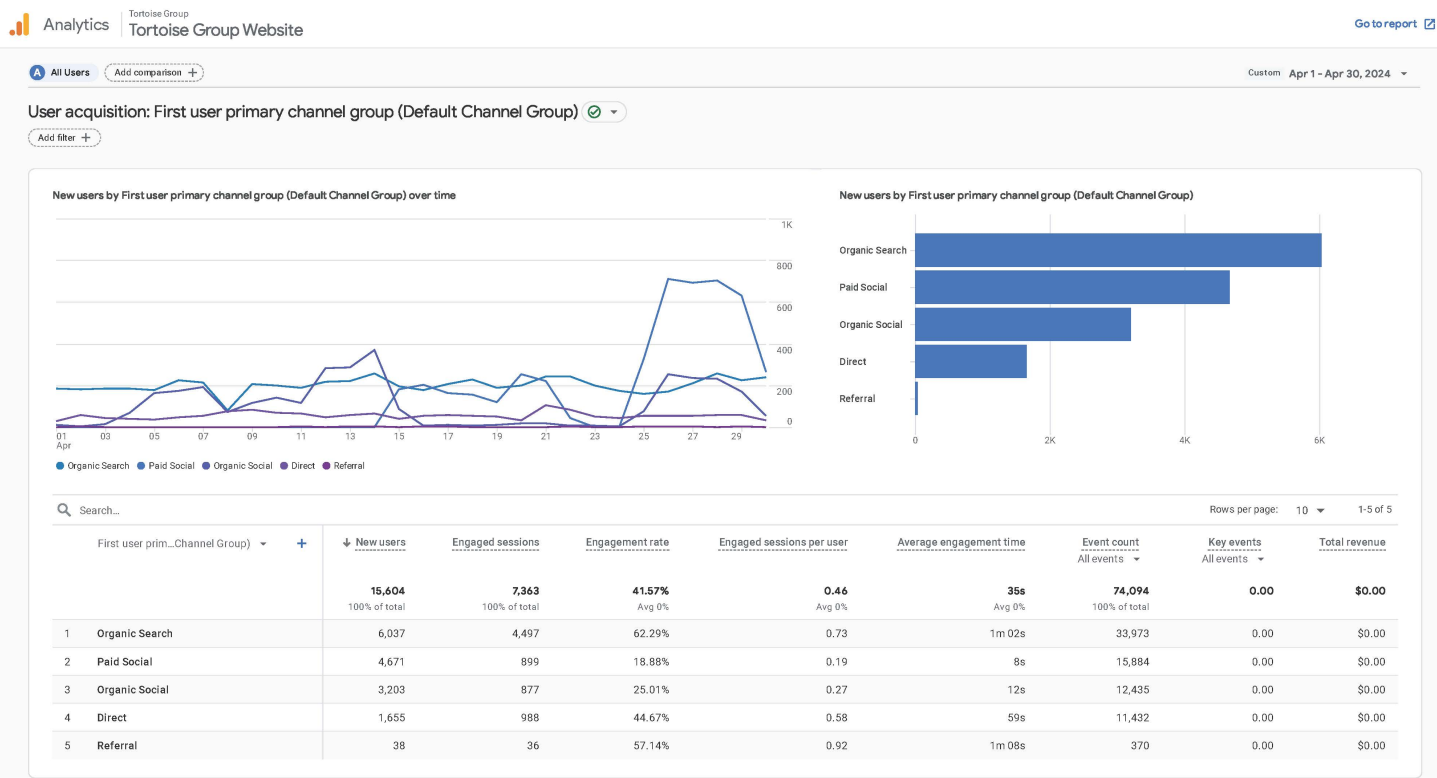 Analytics
Tortoise Group
Tortoise Group Website
Go to report
A All Users Add comparison +
Custom Apr 1 - Apr 30, 2024
User acquisition: First user primary channel group (Default Channel Group)
Add filter +
New users by First user primary channel group (Default Channel Group) over time
1K
800
600
400
200
0
01 03 05 07 09 11 13 15 17 19 21 23 25 27 29
Apr
Organic Search Paid Social Organic Social Direct Referral
New users by First user primary channel group (Default Channel Group)
Organic Search
Paid Social
Organic Social
Direct
Referral
0 2K 4K 6K
Search...
Rows per page: 10 1-5 of 5
First user prim...Channel Group) + New users Engaged sessions Engagement rate Engaged sessions per user Average engagement time Event count Key events Total revenue
All events All events
15,604 7,363 41.57% 0.46 35s 74,094 0.00 $0.00
100% of total 100% of total Avg 0% Avg 0% Avg 0% 100% of total
1 Organic Search 6,037 4,497 62.29% 0.73 1m 02s 33,973 0.00 $0.00
2 Paid Social 4,671 899 18.88% 0.19 8s 15,884 0.00 $0.00
3 Organic Social 3,203 877 25.01% 0.27 12s 12,435 0.00 $0.00
4 Direct 1,655 988 44.67% 0.58 59s 11,432 0.00 $0.00
5 Referral 38 36 57.14% 0.92 1m 08s 370 0.00 $0.00